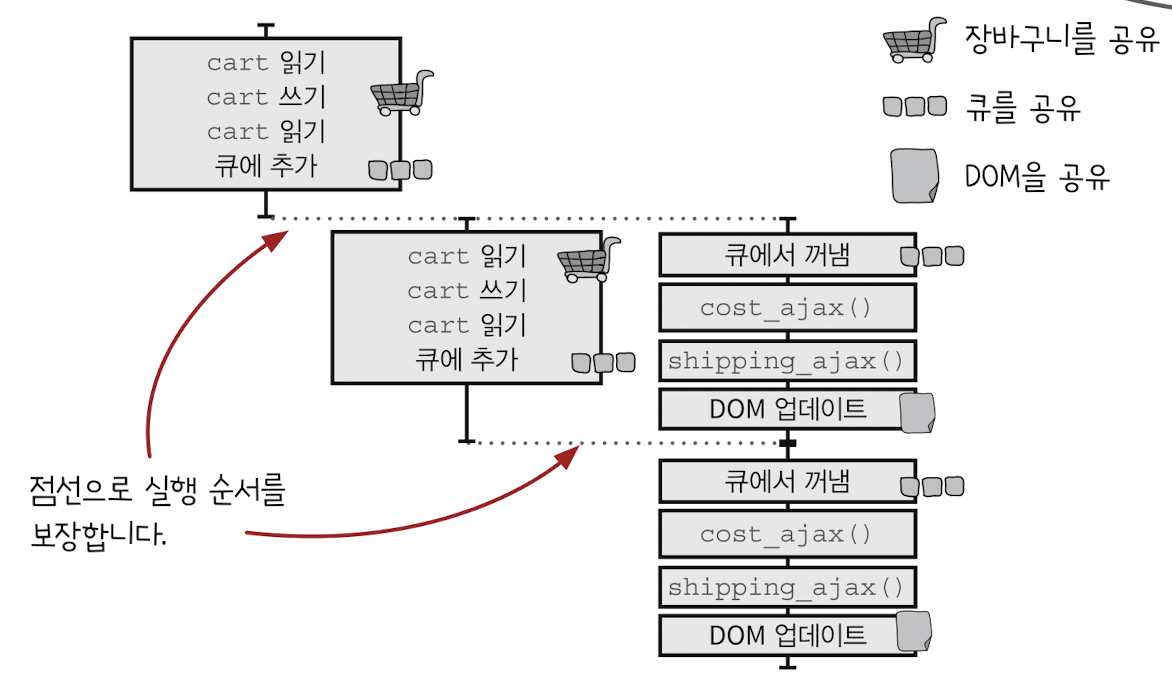 cart 읽기
cart 쓰기
cart 읽기
큐에 추가
장바구니를 공유
큐를 공유
DOM을 공유
cart 읽기
cart 쓰기
cart 읽기
큐에 추가
큐에서 꺼냄
cost_ajax()
shipping_ajax()
DOM 업데이트
점선으로 실행 순서를
보장합니다.
큐에서 꺼냄
cost_ajax()
shipping_ajax()
DOM 업데이트